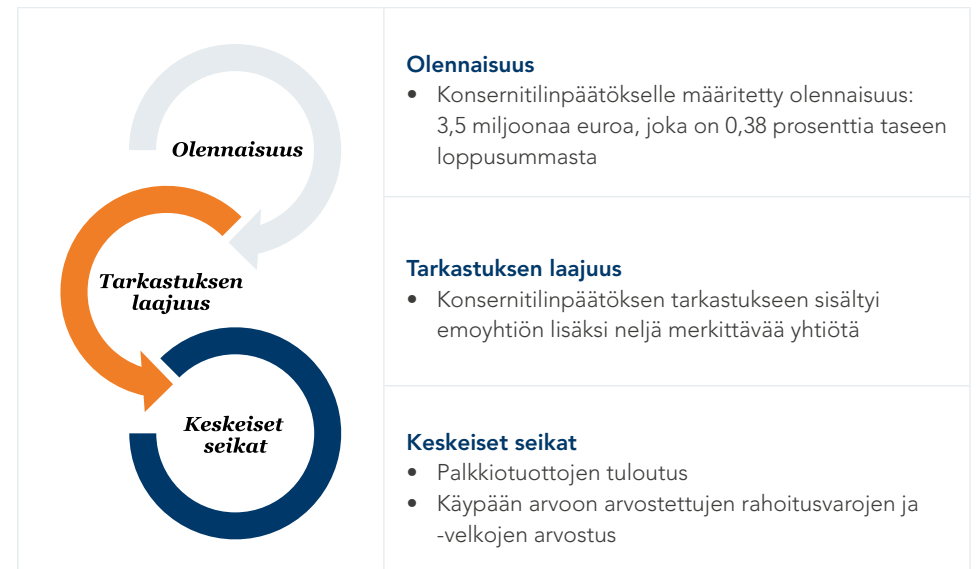 Olennaisuus
Tarkastuksen
laajuus
Keskeiset
seikat
Olennaisuus
• Konsernitilinpäätökselle määritetty olennaisuus:
3,5 miljoonaa euroa, joka on 0,38 prosenttia taseen
loppusummasta
Tarkastuksen laajuus
• Konsernitilinpäätöksen tarkastukseen sisältyi
emoyhtiön lisäksi neljä merkittävää yhtiötä
Keskeiset seikat
• Palkkiotuottojen tuloutus
• Käypään arvoon arvostettujen rahoitusvarojen ja
-velkojen arvostus